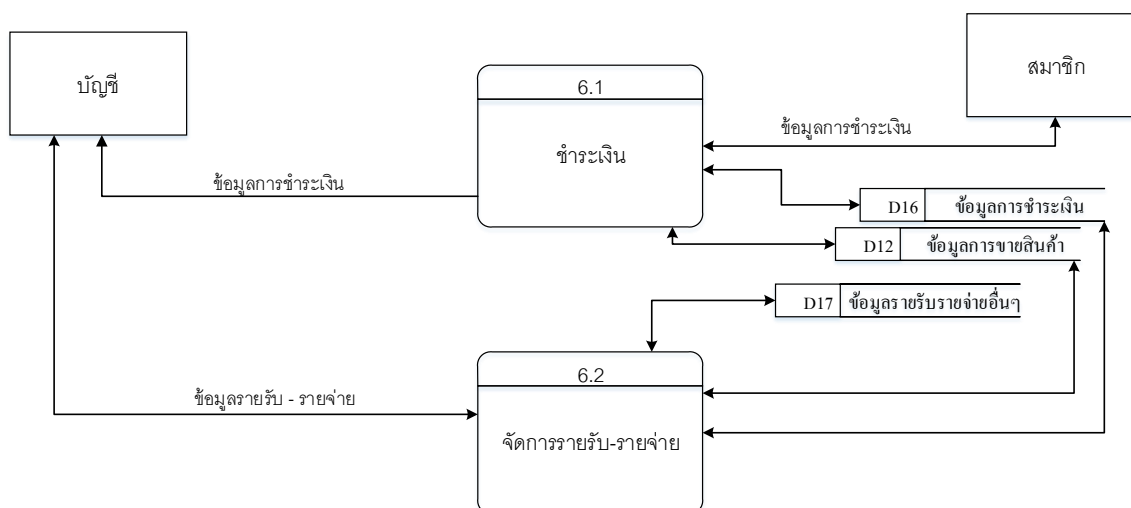 บัญชี
6.1
ชำระเงิน
สมาชิก
ข้อมูลการชำระเงิน
ข้อมูลการชำระเงิน
D16 ข้อมูลการชำระเงิน
D12 ข้อมูลการขายสินค้า
D17 ข้อมูลรายรับรายจ่ายอื่นๆ
6.2
จัดการรายรับ-รายจ่าย
ข้อมูลรายรับ - รายจ่าย